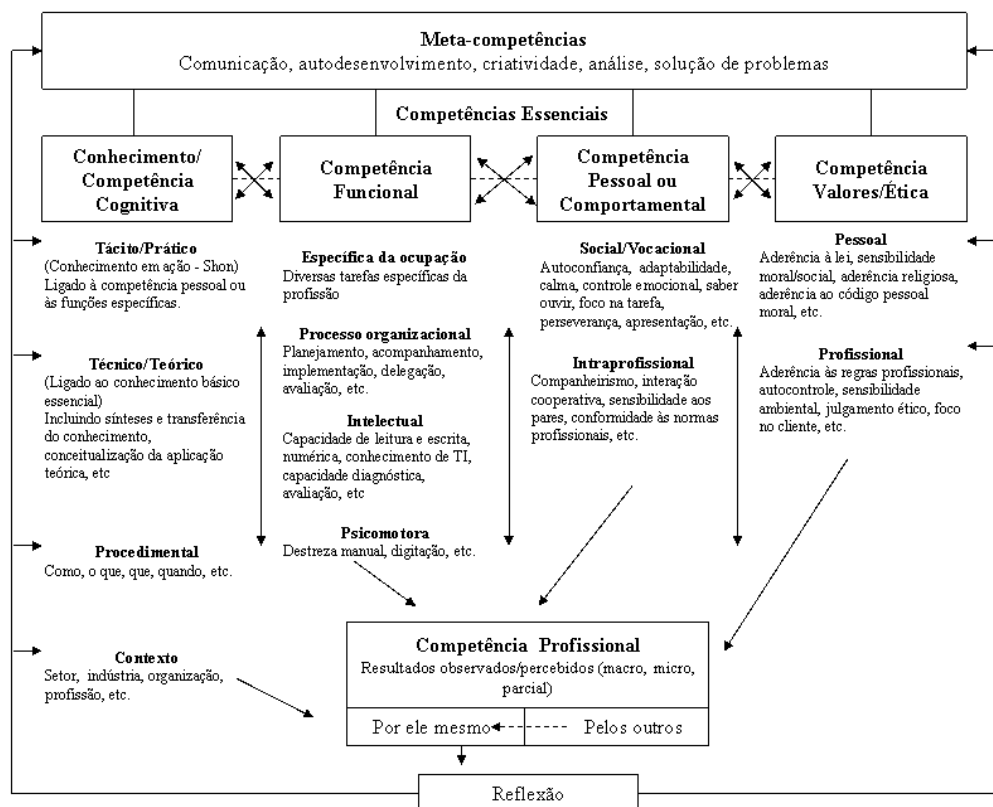 Meta-competências
Comunicação, autodesenvolvimento, criatividade, análise, solução de problemas
Competências Essenciais
Conhecimento/
Competência
Cognitiva
Competência
Funcional
Competência
Pessoal ou
Comportamental
Competência
Valores/Ética
Tácito/Prático
(Conhecimento em ação - Shon)
Ligado à competência pessoal ou
às funções específicas.
Técnico/Teórico
(Ligado ao conhecimento básico
essencial)
Incluindo sínteses e transferência
do conhecimento,
conceitualização da aplicação
teórica, etc
Procedimental
Como, o que, que, quando, etc.
Contexto
Setor, indústria, organização,
profissão, etc.
Específica da ocupação
Diversas tarefas específicas da
profissão
Processo organizacional
Planejamento, acompanhamento,
implementação, delegação,
avaliação, etc.
Intelectual
Capacidade de leitura e escrita,
numérica, conhecimento de TI,
capacidade diagnóstica,
avaliação, etc
Psicomotora
Destreza manual, digitação, etc.
Social/Vocacional
Autoconfiança, adaptabilidade,
calma, controle emocional, saber
ouvir, foco na tarefa,
perseverança, apresentação, etc.
Intraprofissional
Companheirismo, interação
cooperativa, sensibilidade aos
pares, conformidade às normas
profissionais, etc.
Pessoal
Aderência à lei, sensibilidade
moral/social, aderência religiosa,
aderência ao código pessoal
moral, etc.
Profissional
Aderência às regras profissionais,
autocontrole, sensibilidade
ambiental, julgamento ético, foco
no cliente, etc.
Competência Profissional
Resultados observados/percebidos (macro, micro,
parcial)
Por ele mesmo
Pelos outros
Reflexão